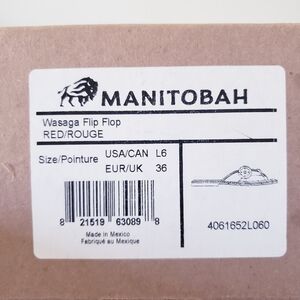 MANITOBAH
Wasaga Flip Flop
RED/ROUGE
Size/Pointure USA/CAN L6
EUR/UK 36
8 21519 63089 8
Made in Mexico
Fabriqué au Mexique
4061652L060